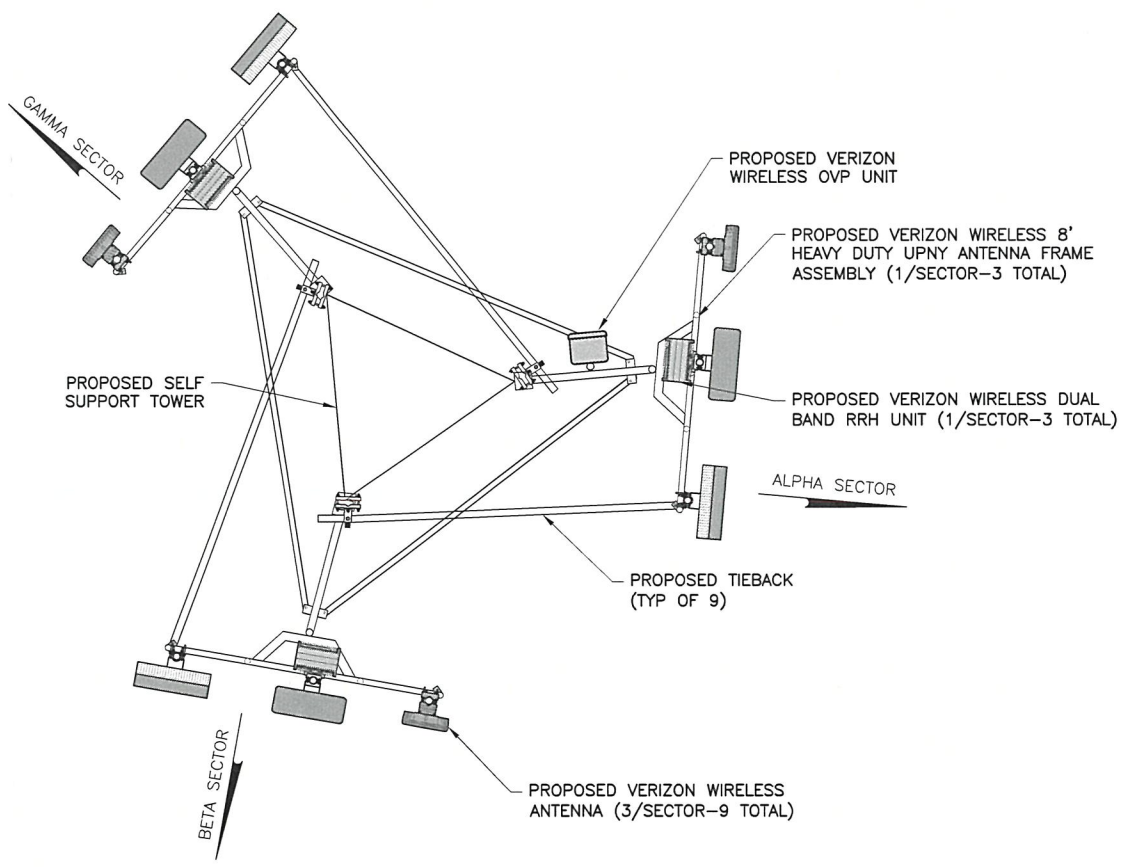 GAMMA SECTOR
PROPOSED VERIZON
WIRELESS OVP UNIT
PROPOSED VERIZON WIRELESS 8'
HEAVY DUTY UPNY ANTENNA FRAME
ASSEMBLY (1/SECTOR-3 TOTAL)
PROPOSED SELF
SUPPORT TOWER
PROPOSED VERIZON WIRELESS DUAL
BAND RRH UNIT (1/SECTOR-3 TOTAL)
ALPHA SECTOR
PROPOSED TIEBACK
(TYP OF 9)
BETA SECTOR
PROPOSED VERIZON WIRELESS
ANTENNA (3/SECTOR-9 TOTAL)